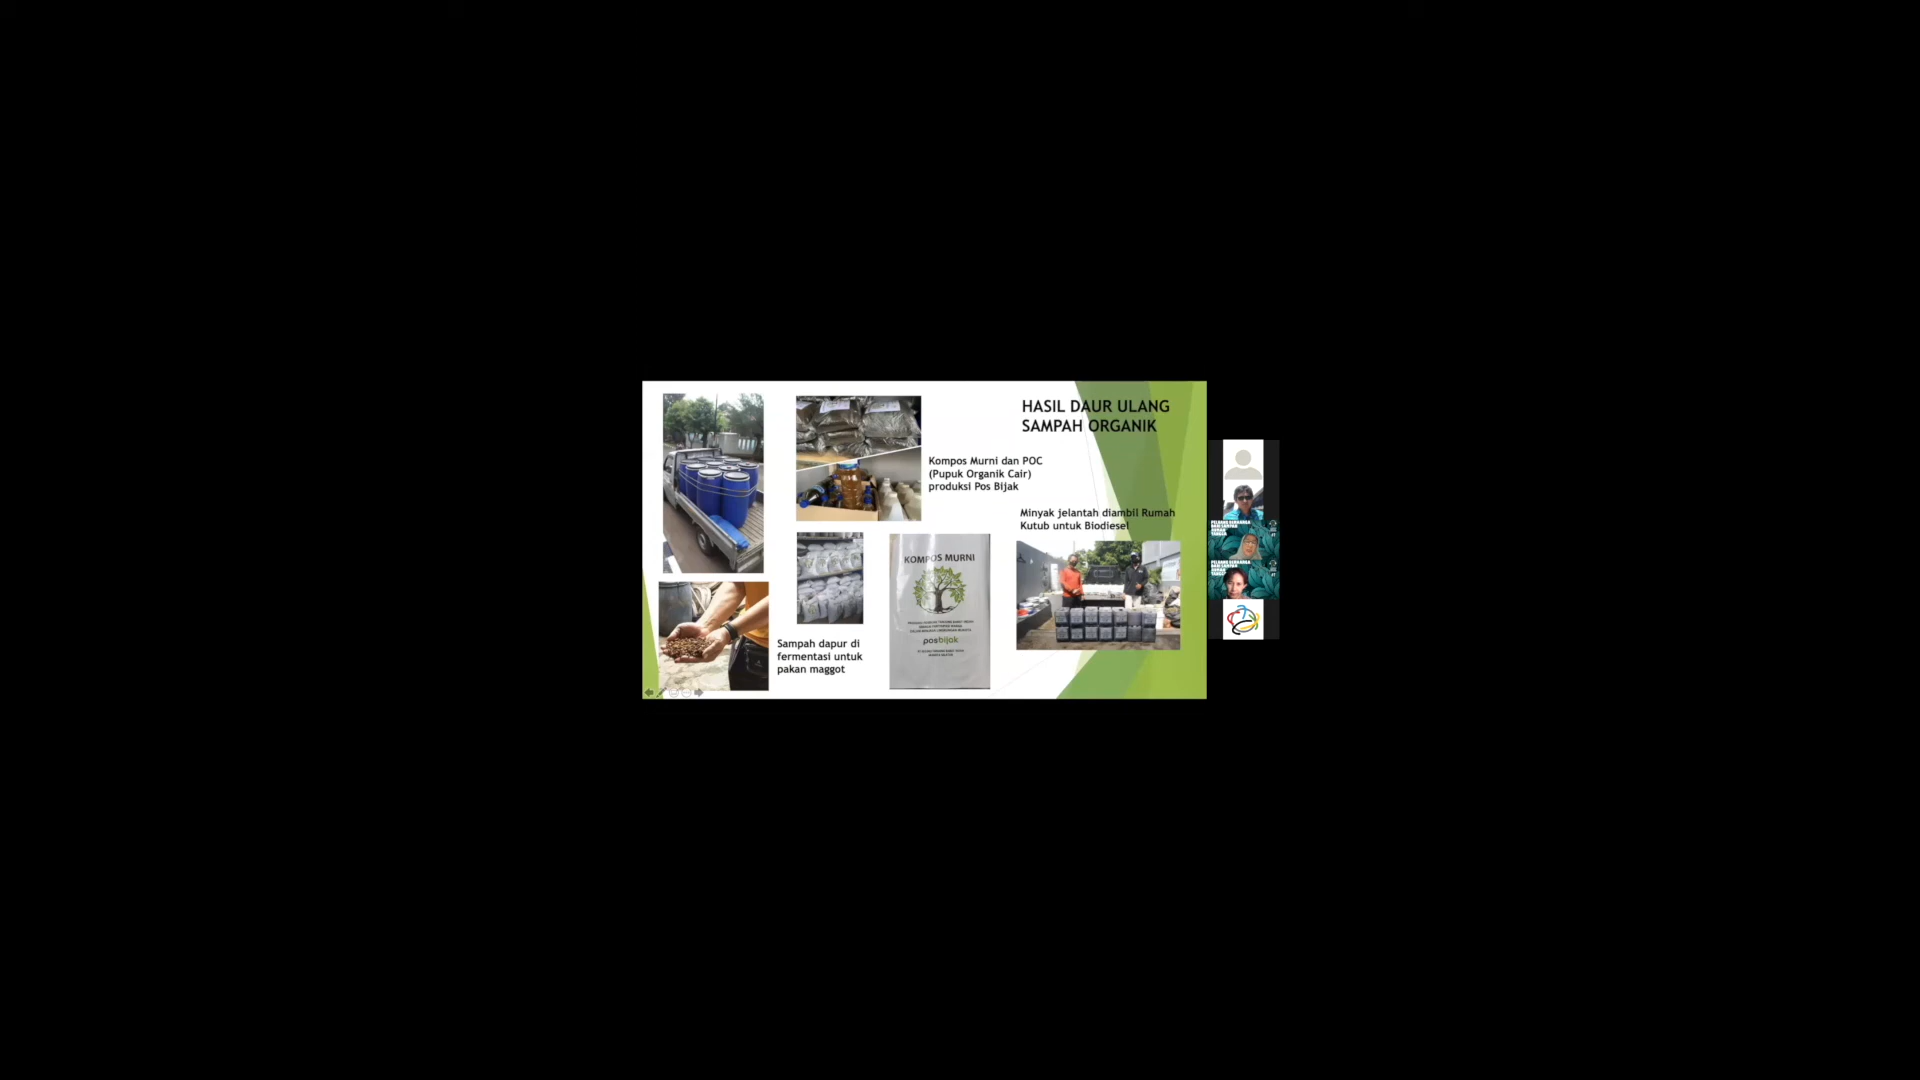 HASIL DAUR ULANG
SAMPAH ORGANIK
Kompos Murni dan POC
(Pupuk Organik Cair)
produksi Pos Bijak
Minyak jelantah diambil Rumah
Kutub untuk Biodiesel
KOMPOS MURNI
posbijak
Sampah dapur di
fermentasi untuk
pakan maggot